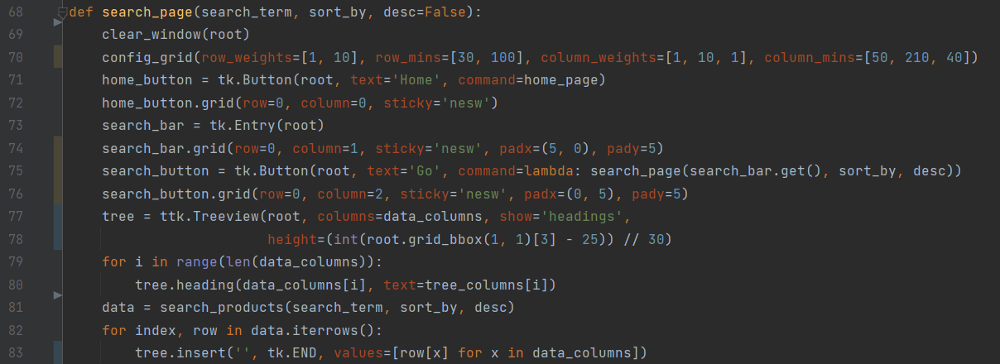 68 def search_page(search_term, sort_by, desc=False):
69     clear_window(root)
70     config_grid(row_weights=[1, 10], row_mins=[30, 100], column_weights=[1, 10, 1], column_mins=[50, 210, 40])
71     home_button = tk.Button(root, text='Home', command=home_page)
72     home_button.grid(row=0, column=0, sticky='nesw')
73     search_bar = tk.Entry(root)
74     search_bar.grid(row=0, column=1, sticky='nesw', padx=(5, 0), pady=5)
75     search_button = tk.Button(root, text='Go', command=lambda: search_page(search_bar.get(), sort_by, desc))
76     search_button.grid(row=0, column=2, sticky='nesw', padx=(0, 5), pady=5)
77     tree = ttk.Treeview(root, columns=data_columns, show='headings',
78                         height=(int(root.grid_bbox(1, 1)[3] - 25)) // 30)
79     for i in range(len(data_columns)):
80         tree.heading(data_columns[i], text=tree_columns[i])
81     data = search_products(search_term, sort_by, desc)
82     for index, row in data.iterrows():
83         tree.insert('', tk.END, values=[row[x] for x in data_columns])